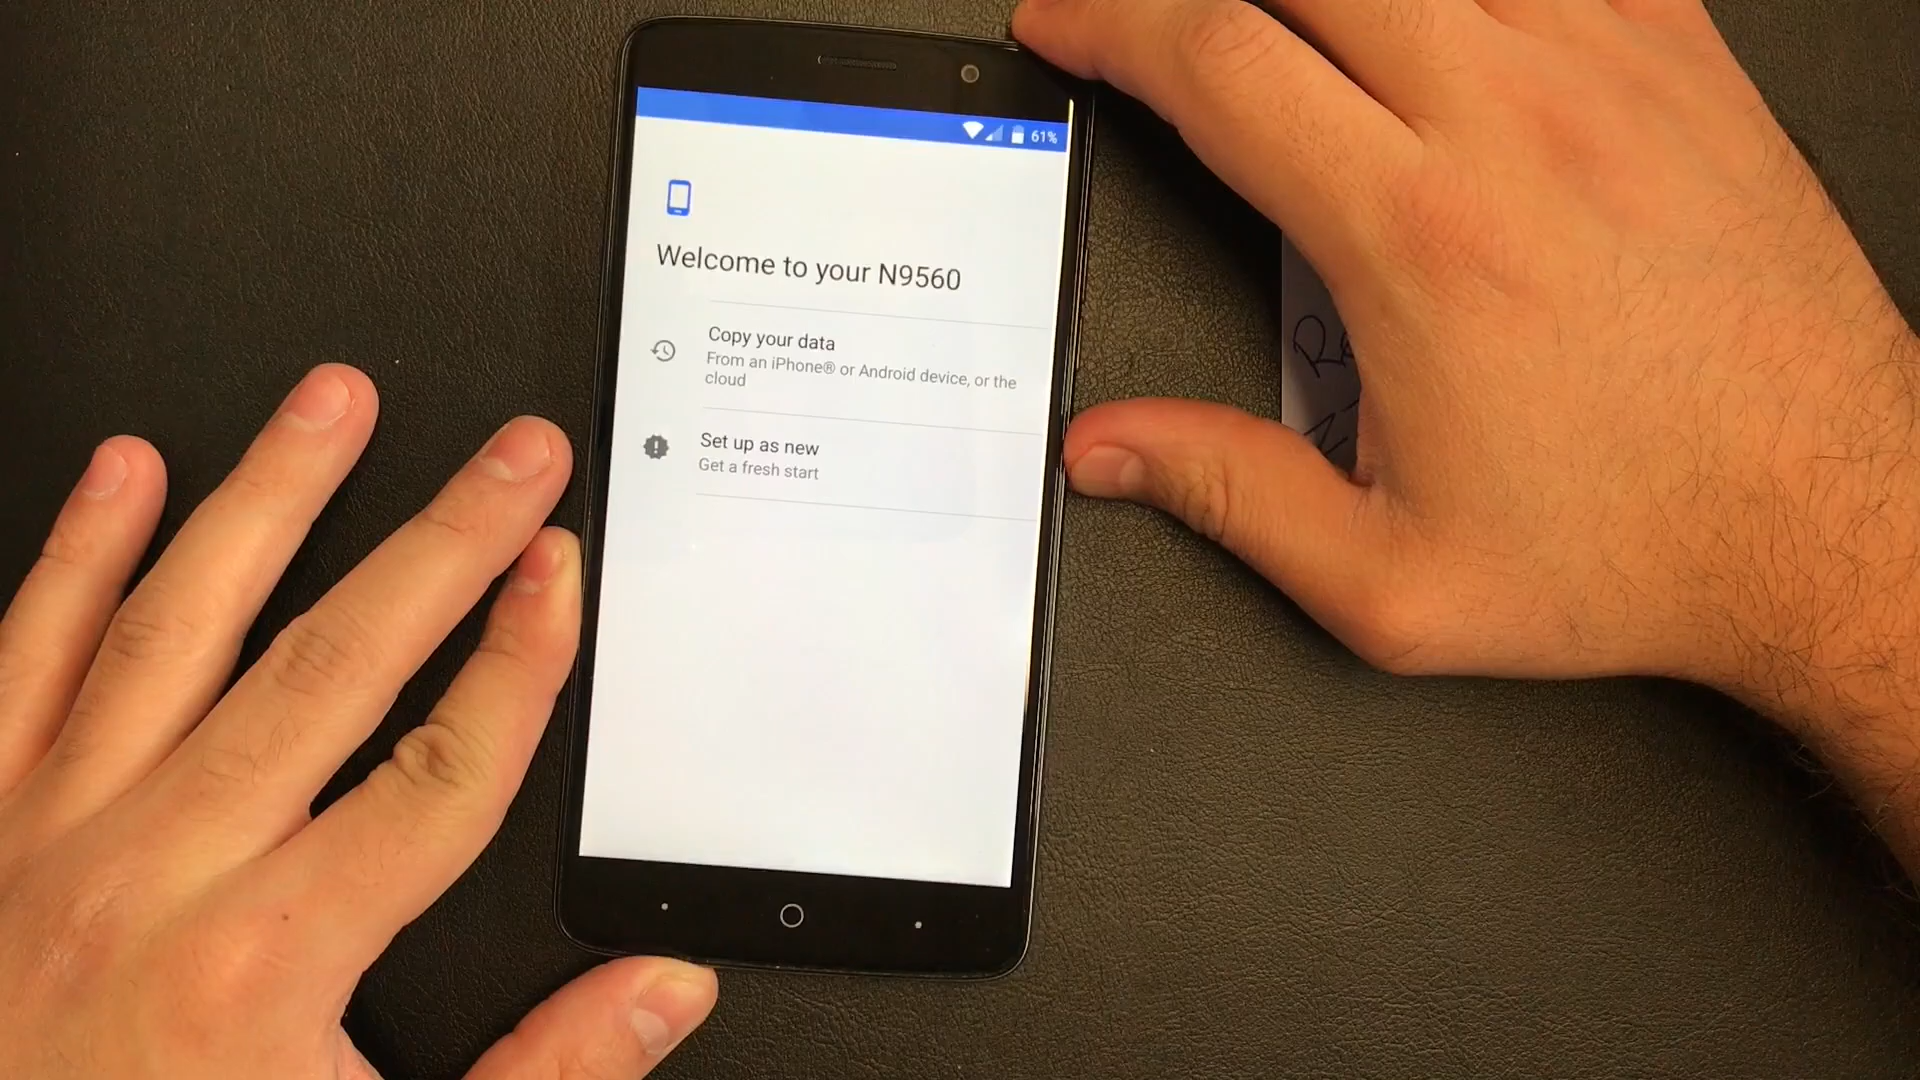 61%
Welcome to your N9560
Copy your data
From an iPhone® or Android device, or the
cloud
Set up as new
Get a fresh start